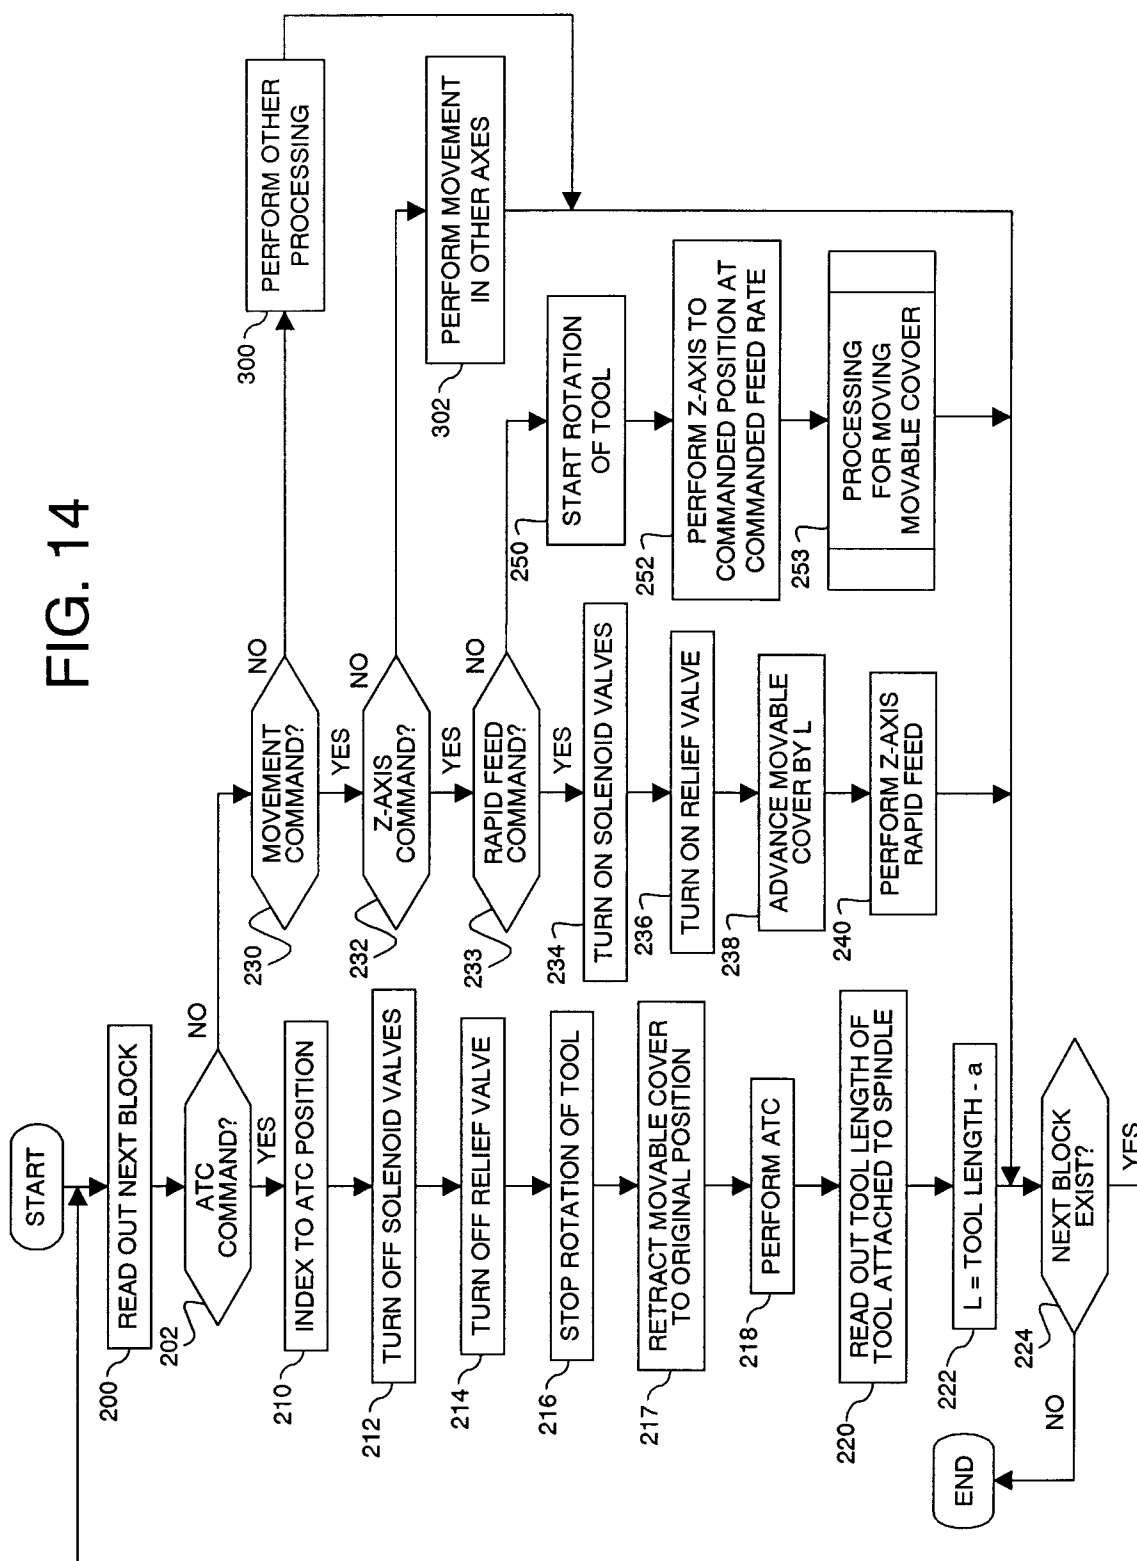 FIG. 14
START
READ OUT NEXT BLOCK
200
ATC
COMMAND?
202
NO
YES
INDEX TO ATC POSITION
210
TURN OFF SOLENOID VALVES
212
TURN OFF RELIEF VALVE
214
STOP ROTATION OF TOOL
216
RETRACT MOVABLE COVER
TO ORIGINAL POSITION
217
PERFORM ATC
218
READ OUT TOOL LENGTH OF
TOOL ATTACHED TO SPINDLE
220
L = TOOL LENGTH - a
222
NEXT BLOCK
EXIST?
224
NO
YES
END
MOVEMENT
COMMAND?
230
NO
YES
Z-AXIS
COMMAND?
232
NO
YES
RAPID FEED
COMMAND?
233
NO
YES
TURN ON SOLENOID VALVES
234
TURN ON RELIEF VALVE
236
ADVANCE MOVABLE
COVER BY L
238
PERFORM Z-AXIS
RAPID FEED
240
START ROTATION
OF TOOL
250
PERFORM Z-AXIS TO
COMMANDED POSITION AT
COMMANDED FEED RATE
252
PROCESSING
FOR MOVING
MOVABLE COVOER
253
PERFORM OTHER
PROCESSING
300
PERFORM MOVEMENT
IN OTHER AXES
302